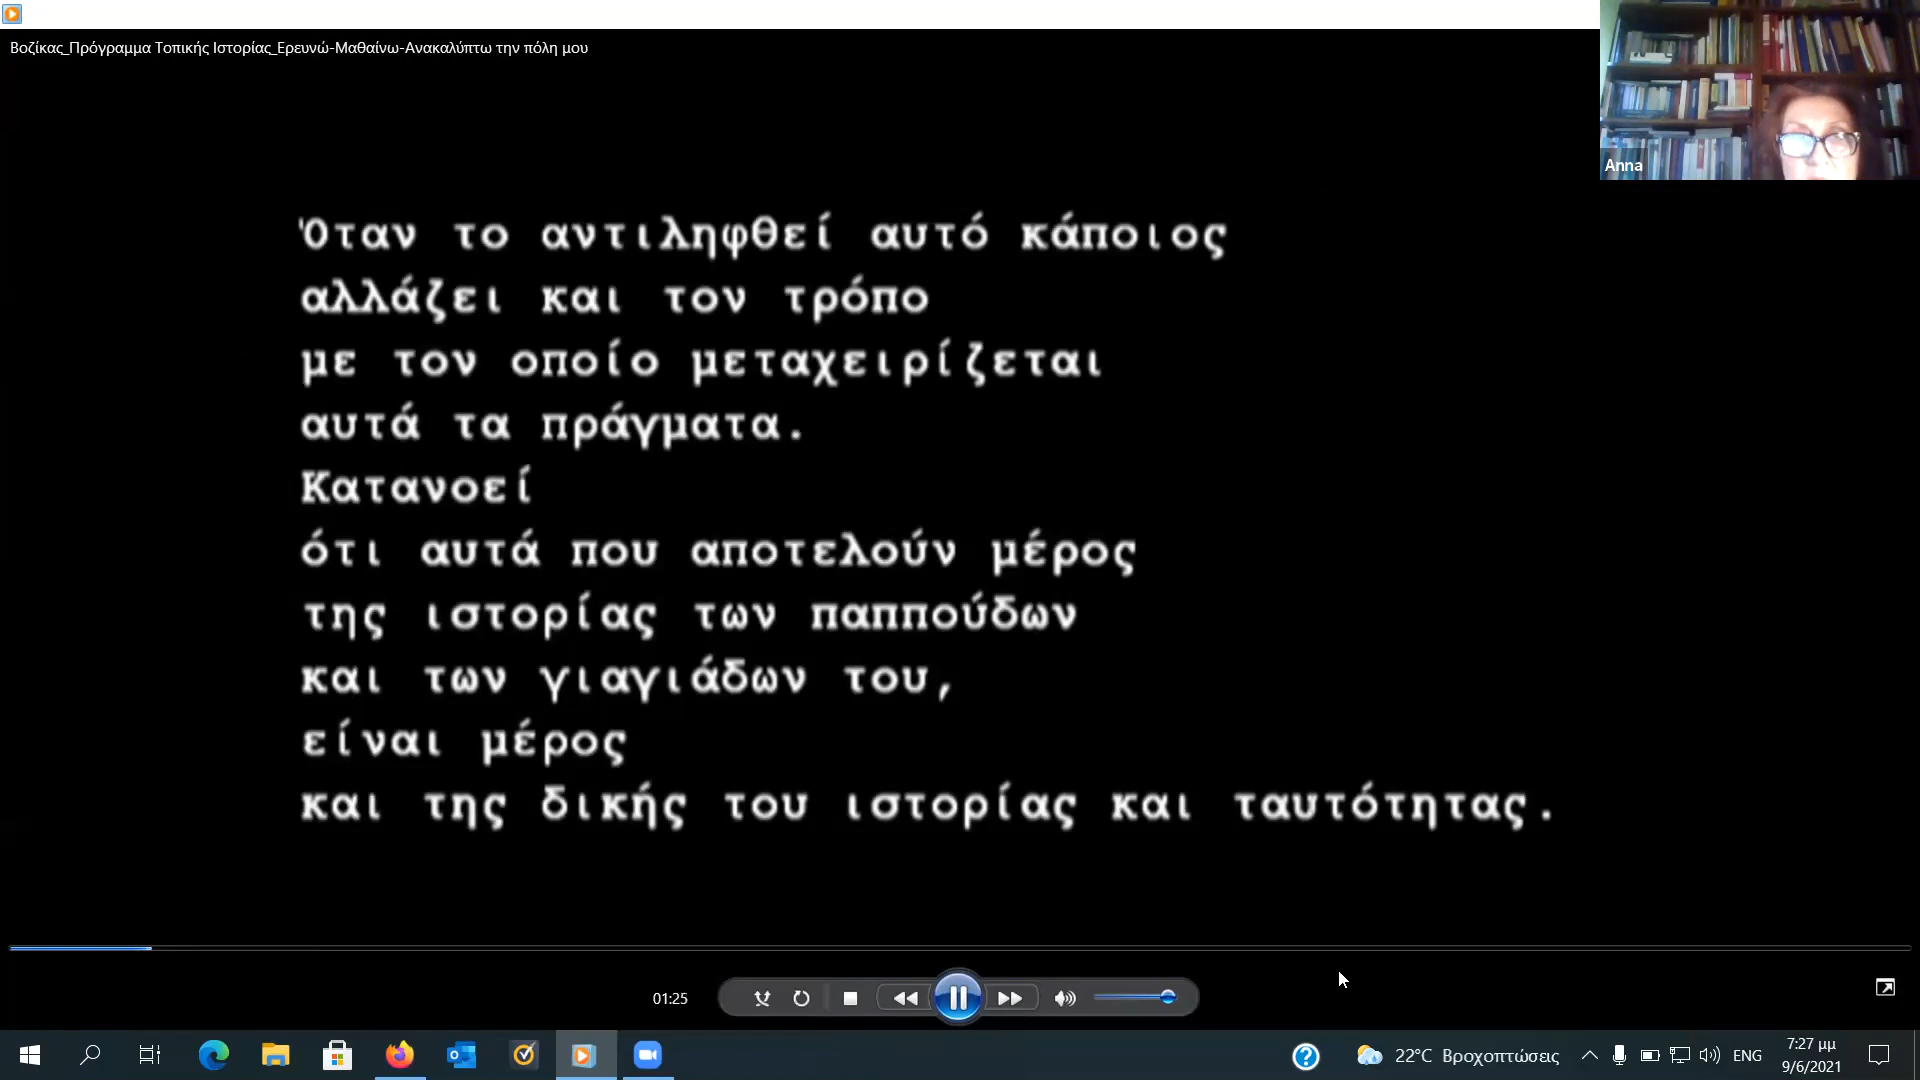 Βοζίκας_Πρόγραμμα Τοπικής Ιστορίας_Ερευνώ-Μαθαίνω-Ανακαλύπτω την πόλη μου
Anna
Όταν το αντιληφθεί αυτό κάποιος
αλλάζει και τον τρόπο
με τον οποίο μεταχειρίζεται
αυτά τα πράγματα.
Κατανοεί
ότι αυτά που αποτελούν μέρος
της ιστορίας των παππούδων
και των γιαγιάδων του,
είναι μέρος
και της δικής του ιστορίας και ταυτότητας.
01:25
22°C Βροχοπτώσεις
ENG
7:27 μμ
9/6/2021